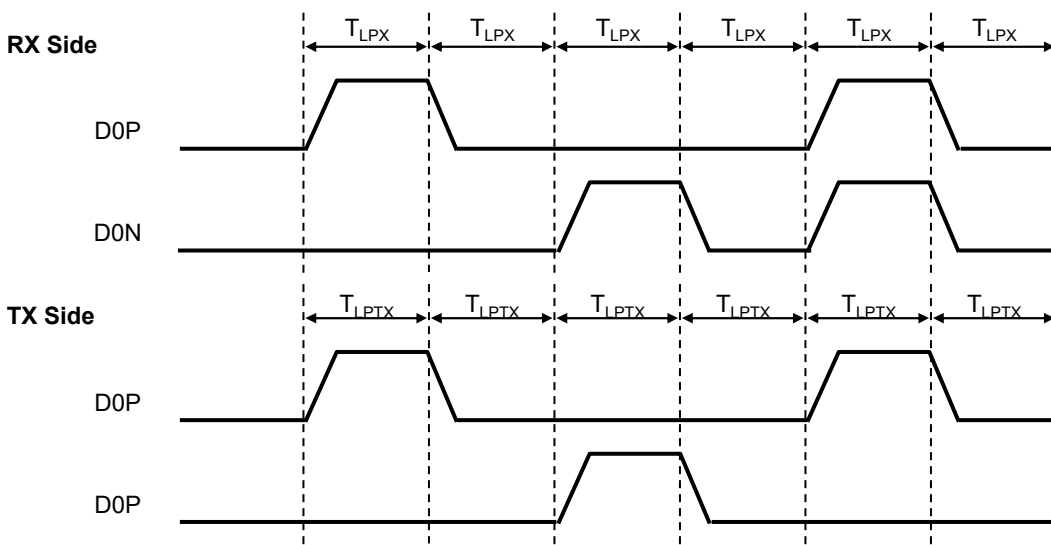 T_LPX T_LPX T_LPX T_LPX T_LPX T_LPX
RX Side
D0P
D0N
T_LPTX T_LPTX T_LPTX T_LPTX T_LPTX T_LPTX
TX Side
D0P
D0P